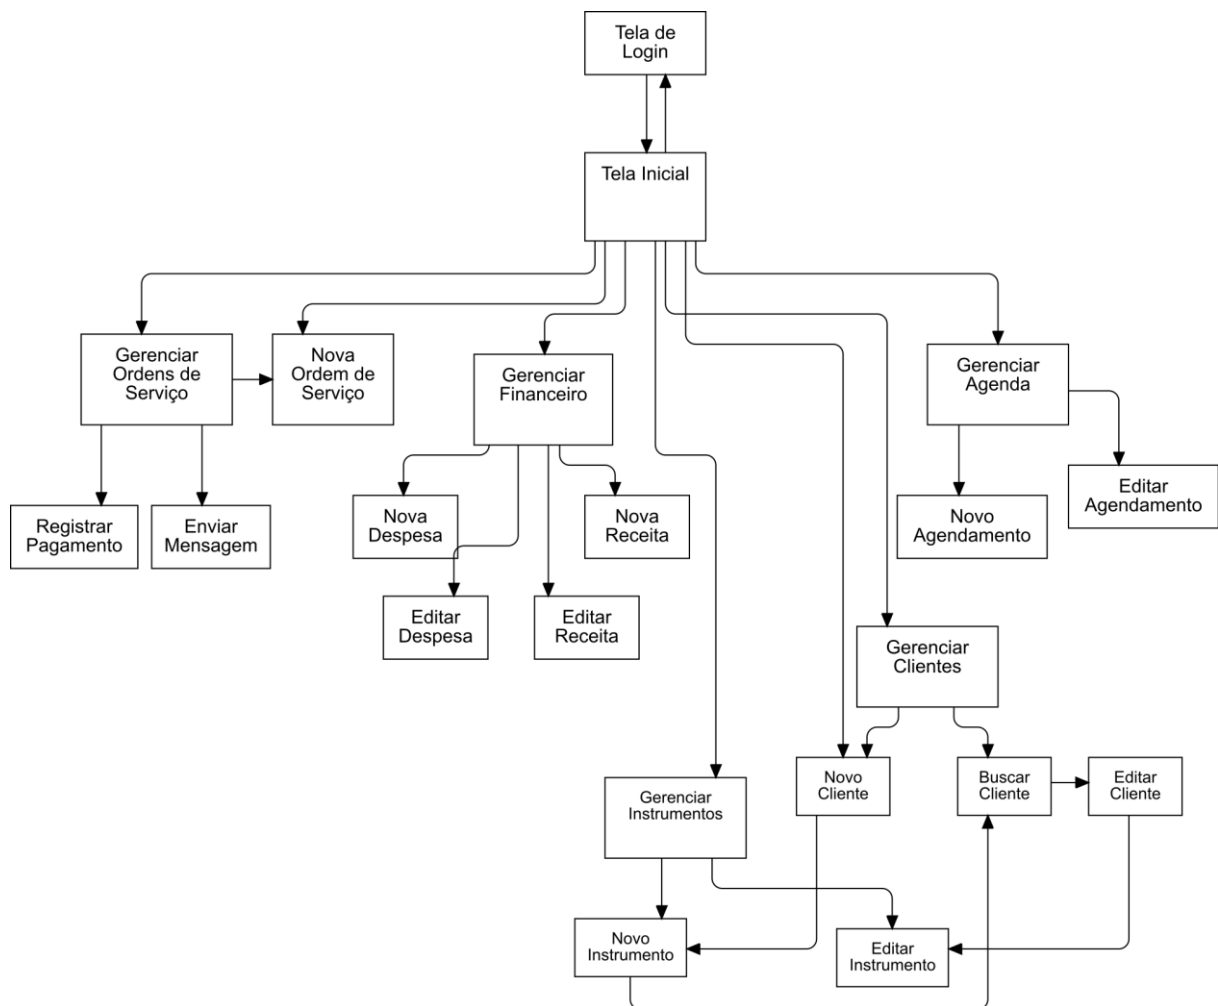 Tela de
Login
Tela Inicial
Gerenciar
Ordens de
Serviço
Nova
Ordem de
Serviço
Gerenciar
Financeiro
Gerenciar
Agenda
Registrar
Pagamento
Enviar
Mensagem
Nova
Despesa
Nova
Receita
Novo
Agendamento
Editar
Agendamento
Editar
Despesa
Editar
Receita
Gerenciar
Clientes
Gerenciar
Instrumentos
Novo
Cliente
Buscar
Cliente
Editar
Cliente
Novo
Instrumento
Editar
Instrumento